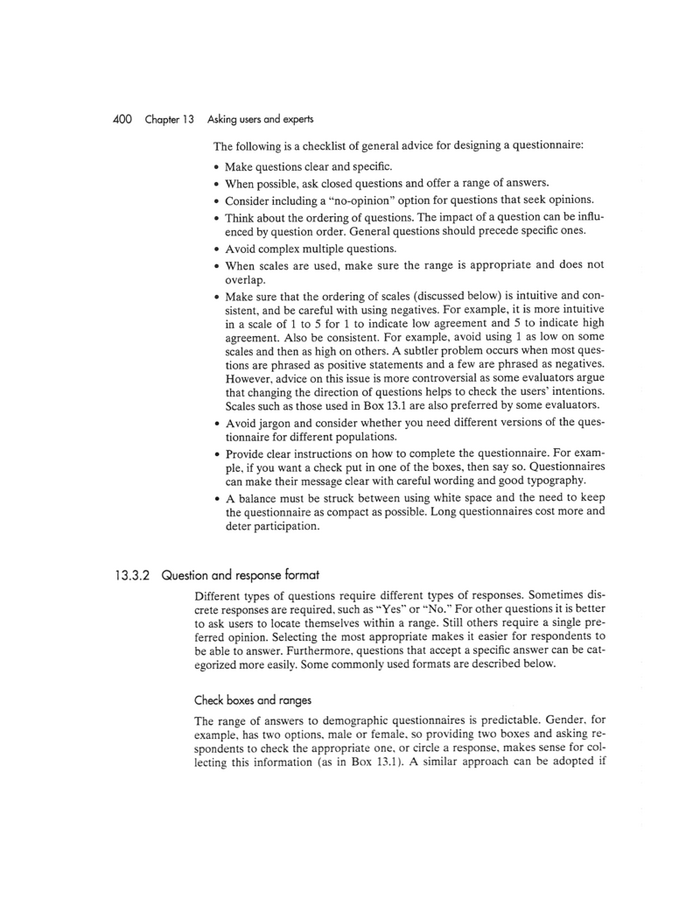 400 Chapter 13 Asking users and experts
The following is a checklist of general advice for designing a questionnaire:
• Make questions clear and specific.
• When possible, ask closed questions and offer a range of answers.
• Consider including a “no-opinion” option for questions that seek opinions.
• Think about the ordering of questions. The impact of a question can be influ-
enced by question order. General questions should precede specific ones.
• Avoid complex multiple questions.
• When scales are used, make sure the range is appropriate and does not
overlap.
• Make sure that the ordering of scales (discussed below) is intuitive and con-
sistent, and be careful with using negatives. For example, it is more intuitive
in a scale of 1 to 5 for 1 to indicate low agreement and 5 to indicate high
agreement. Also be consistent. For example, avoid using 1 as low on some
scales and then as high on others. A subtler problem occurs when most ques-
tions are phrased as positive statements and a few are phrased as negatives.
However, advice on this issue is more controversial as some evaluators argue
that changing the direction of questions helps to check the users’ intentions.
Scales such as those used in Box 13.1 are also preferred by some evaluators.
• Avoid jargon and consider whether you need different versions of the ques-
tionnaire for different populations.
• Provide clear instructions on how to complete the questionnaire. For exam-
ple, if you want a check put in one of the boxes, then say so. Questionnaires
can make their message clear with careful wording and good typography.
• A balance must be struck between using white space and the need to keep
the questionnaire as compact as possible. Long questionnaires cost more and
deter participation.
13.3.2 Question and response format
Different types of questions require different types of responses. Sometimes dis-
crete responses are required, such as “Yes” or “No.” For other questions it is better
to ask users to locate themselves within a range. Still others require a single pre-
ferred opinion. Selecting the most appropriate makes it easier for respondents to
be able to answer. Furthermore, questions that accept a specific answer can be cat-
egorized more easily. Some commonly used formats are described below.
Check boxes and ranges
The range of answers to demographic questionnaires is predictable. Gender, for
example, has two options, male or female, so providing two boxes and asking re-
spondents to check the appropriate one, or circle a response, makes sense for col-
lecting this information (as in Box 13.1). A similar approach can be adopted if